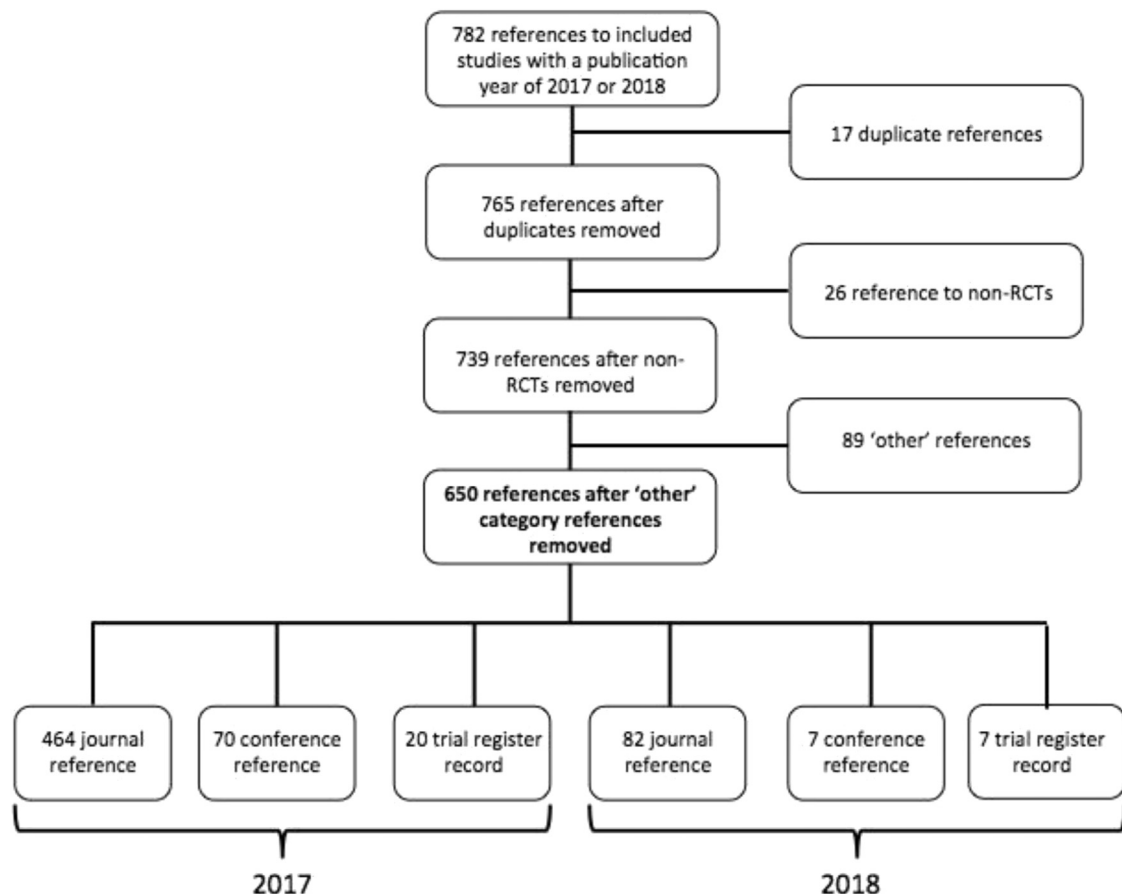 782 references to included
studies with a publication
year of 2017 or 2018
17 duplicate references
765 references after
duplicates removed
26 reference to non-RCTs
739 references after non-
RCTs removed
89 ‘other’ references
650 references after ‘other’
category references
removed
464 journal
reference
70 conference
reference
20 trial register
record
82 journal
reference
7 conference
reference
7 trial register
record
2017
2018